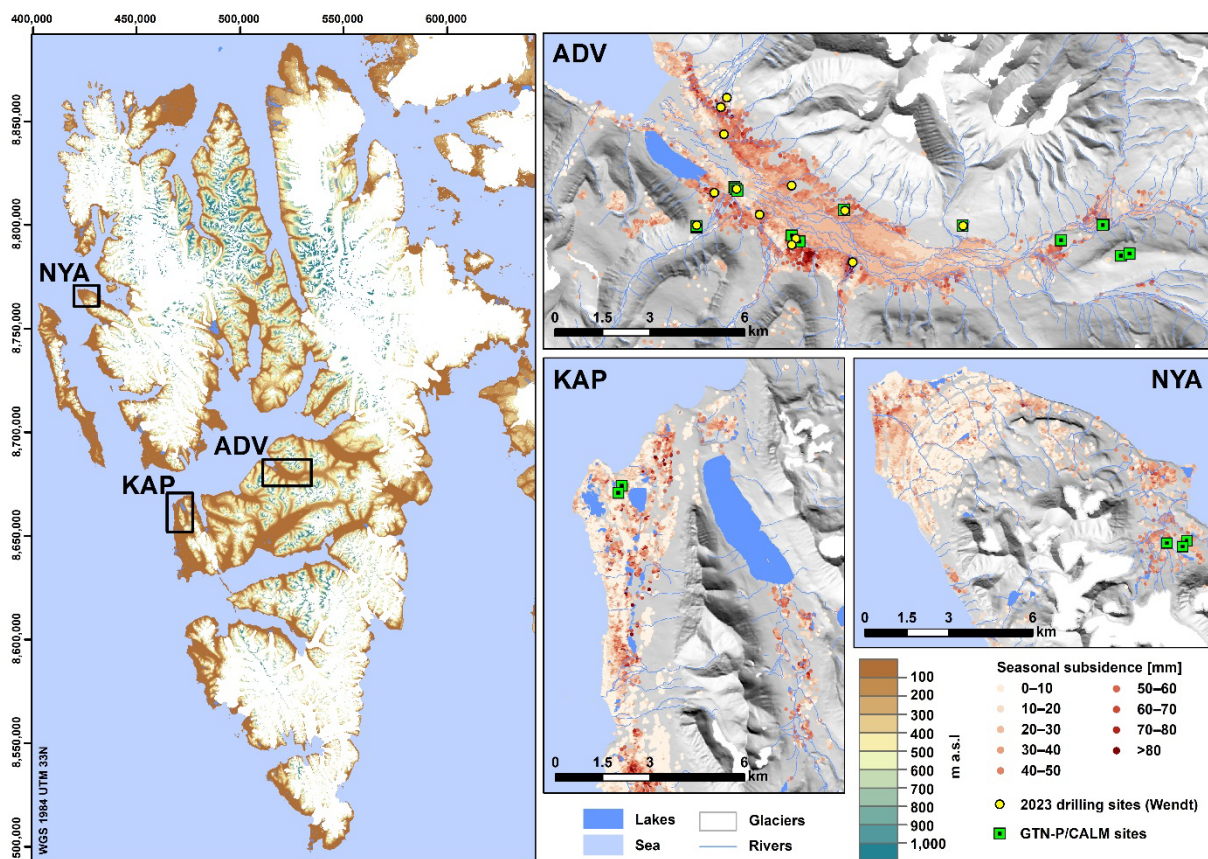 400,000 450,000 500,000 550,000 600,000
8,850,000
8,800,000
8,750,000
8,700,000
8,650,000
8,600,000
8,550,000
NYA
ADV
KAP
WGS 1984 UTM 33N
ADV
0 1.5 3 6
km
KAP
0 1.5 3 6
km
NYA
0 1.5 3 6
km
Lakes
Sea
Glaciers
Rivers
100
200
300
400
500
600
700
800
900
1,000
m a.s.l
Seasonal subsidence [mm]
0–10
10–20
20–30
30–40
40–50
50–60
60–70
70–80
>80
2023 drilling sites (Wendt)
GTN-P/CALM sites